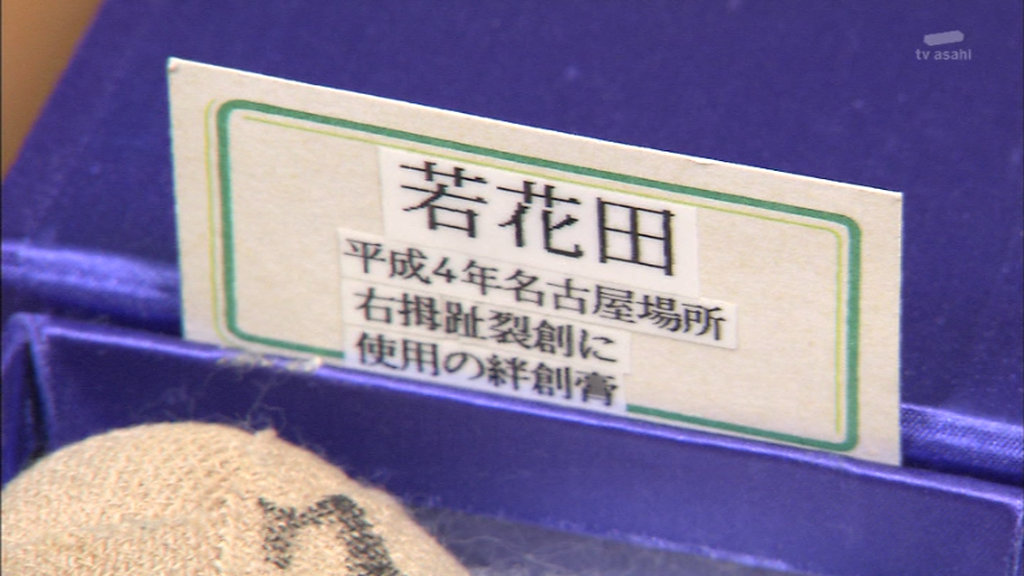 tv asahi
若花田
平成4年名古屋場所
右拇趾裂創に
使用の絆創膏